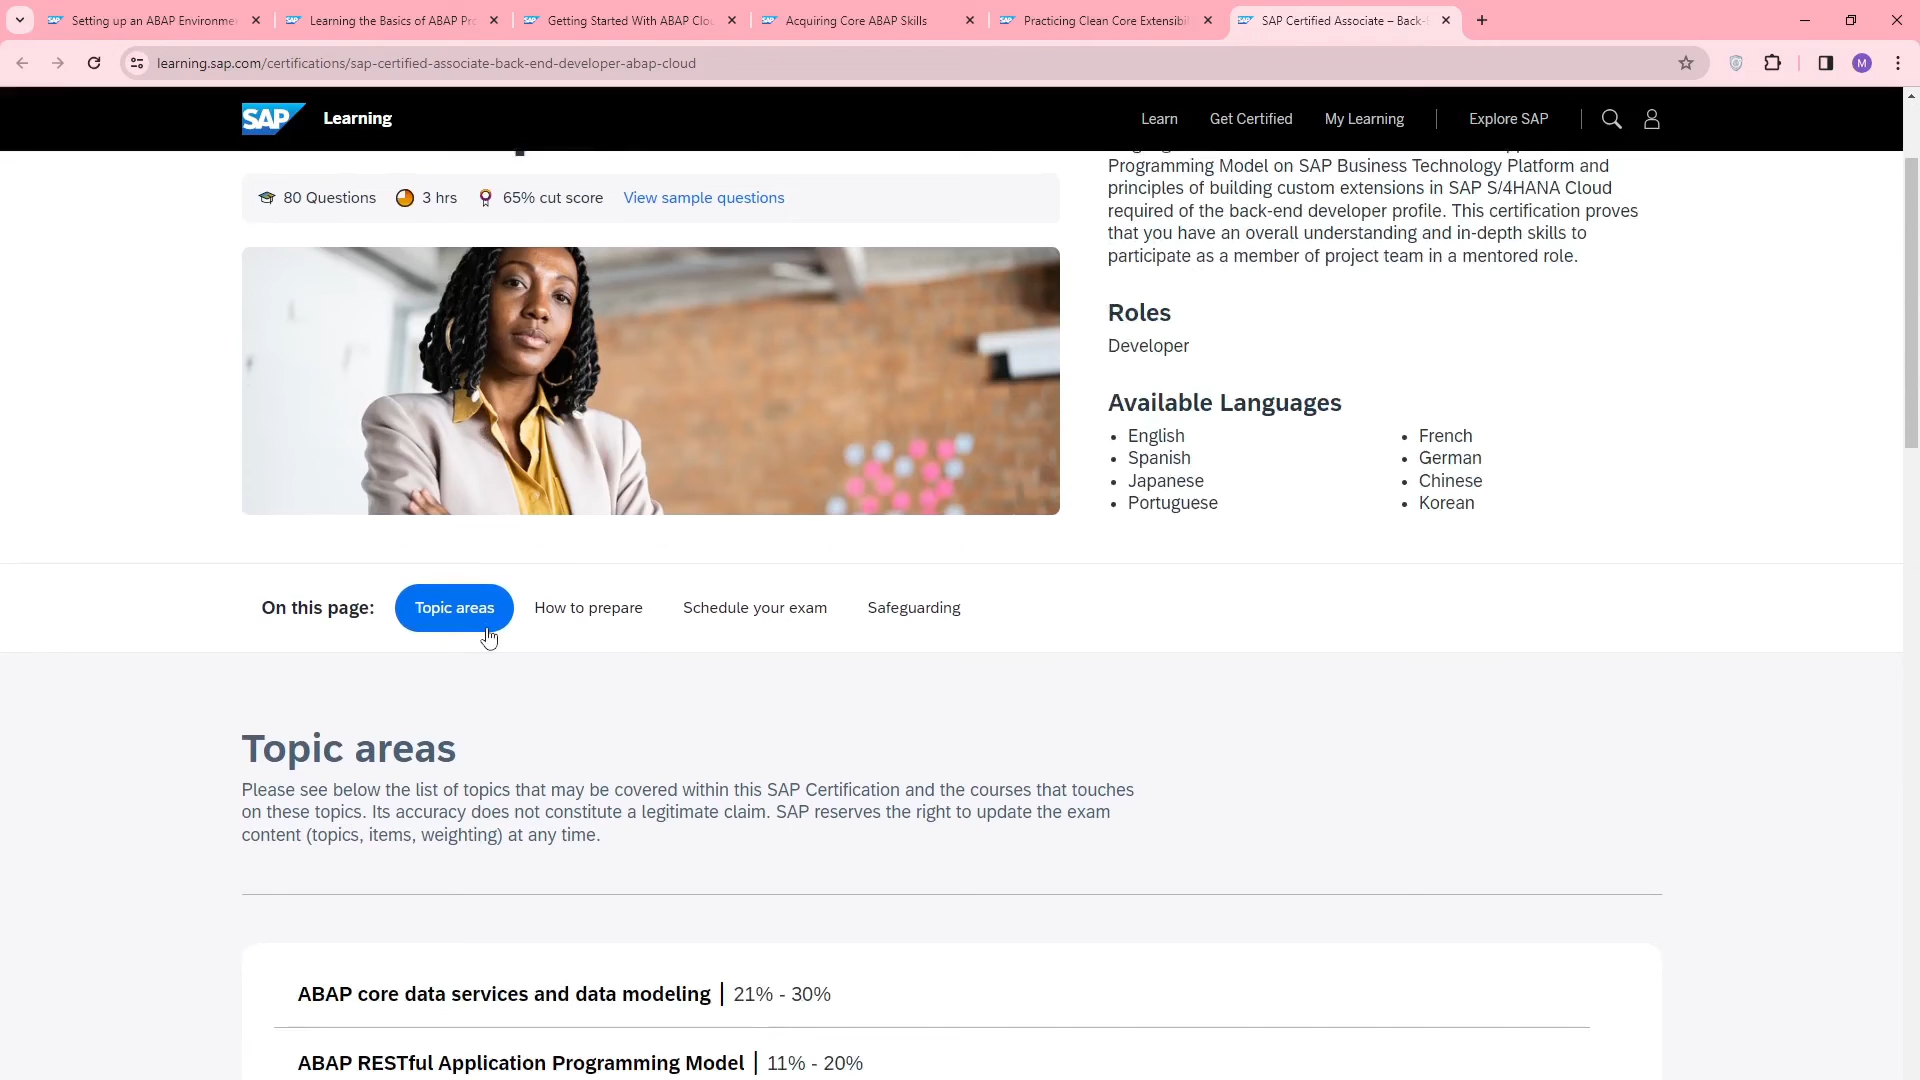 Setting up an ABAP Environme
Learning the Basics of ABAP Pro
Getting Started With ABAP Clou
Acquiring Core ABAP Skills
Practicing Clean Core Extensibil
SAP Certified Associate – Back-
learning.sap.com/certifications/sap-certified-associate-back-end-developer-abap-cloud
M
SAP Learning
Learn
Get Certified
My Learning
Explore SAP
80 Questions
3 hrs
65% cut score
View sample questions
Programming Model on SAP Business Technology Platform and
principles of building custom extensions in SAP S/4HANA Cloud
required of the back-end developer profile. This certification proves
that you have an overall understanding and in-depth skills to
participate as a member of project team in a mentored role.
Roles
Developer
Available Languages
• English
• Spanish
• Japanese
• Portuguese
• French
• German
• Chinese
• Korean
On this page:
Topic areas
How to prepare
Schedule your exam
Safeguarding
Topic areas
Please see below the list of topics that may be covered within this SAP Certification and the courses that touches
on these topics. Its accuracy does not constitute a legitimate claim. SAP reserves the right to update the exam
content (topics, items, weighting) at any time.
ABAP core data services and data modeling | 21% - 30%
ABAP RESTful Application Programming Model | 11% - 20%